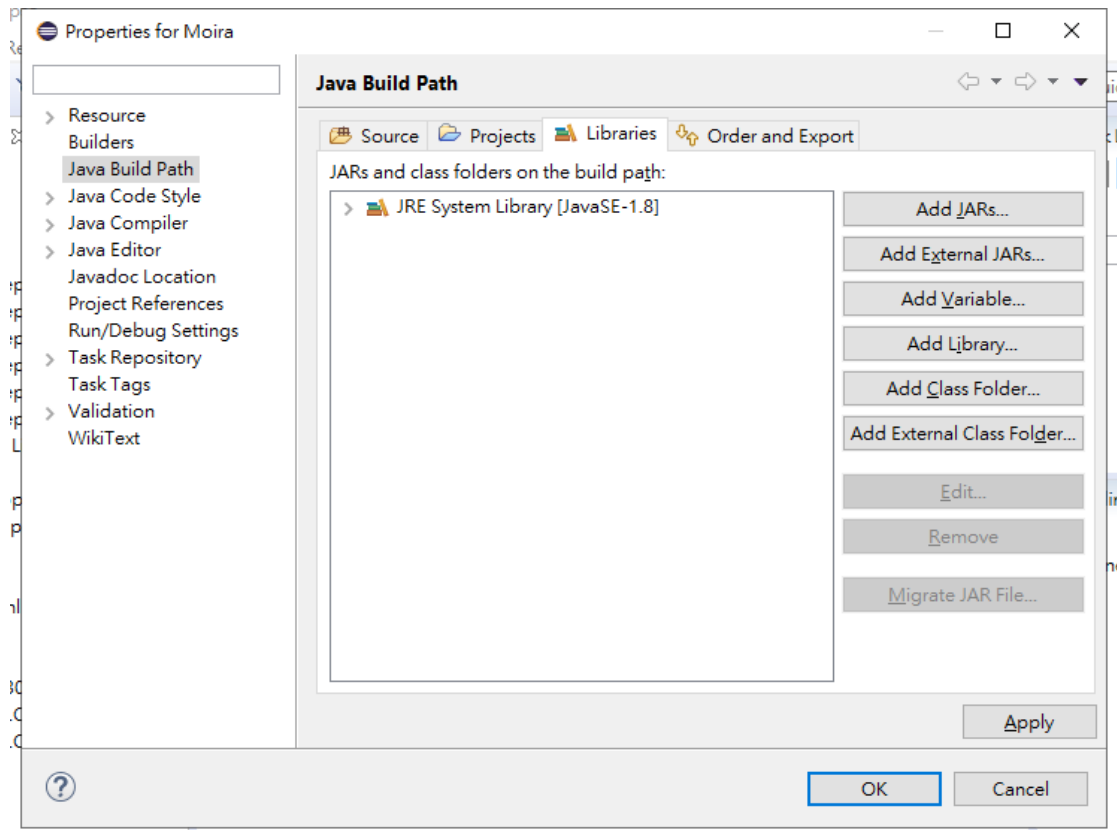 Properties for Moira
Java Build Path
Resource
Builders
Java Build Path
Java Code Style
Java Compiler
Java Editor
Javadoc Location
Project References
Run/Debug Settings
Task Repository
Task Tags
Validation
WikiText
Source
Projects
Libraries
Order and Export
JARs and class folders on the build path:
JRE System Library [JavaSE-1.8]
Add JARs...
Add External JARs...
Add Variable...
Add Library...
Add Class Folder...
Add External Class Folder...
Edit...
Remove
Migrate JAR File...
Apply
?
OK
Cancel